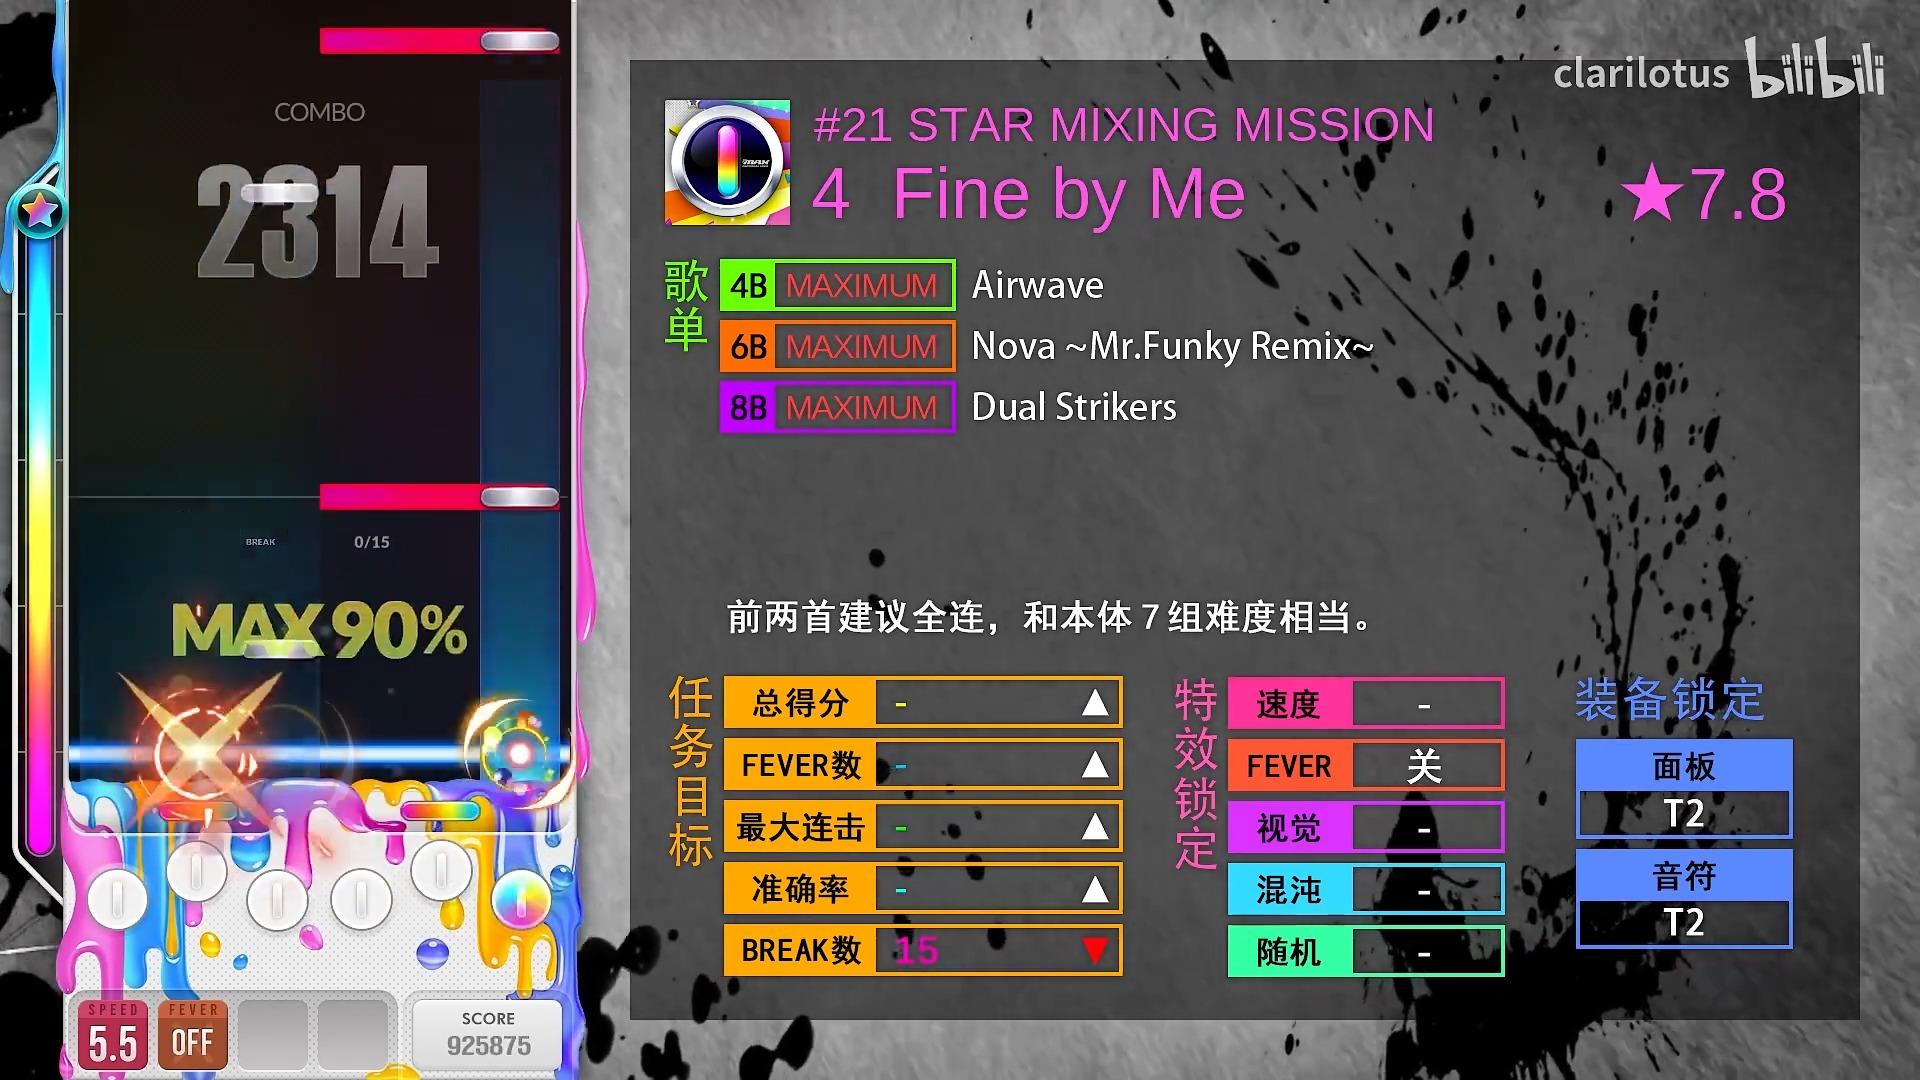 COMBO
2314
BREAK 0/15
MAX 90%
SPEED
5.5
FEVER
OFF
SCORE
925875
clarilotus bilibili
#21 STAR MIXING MISSION
4 Fine by Me
★7.8
歌单
4B MAXIMUM Airwave
6B MAXIMUM Nova ~Mr.Funky Remix~
8B MAXIMUM Dual Strikers
前两首建议全连，和本体7组难度相当。
任务目标
总得分 - ▲
FEVER数 - ▲
最大连击 - ▲
准确率 - ▲
BREAK数 15 ▼
特效锁定
速度 -
FEVER 关
视觉 -
混沌 -
随机 -
装备锁定
面板
T2
音符
T2